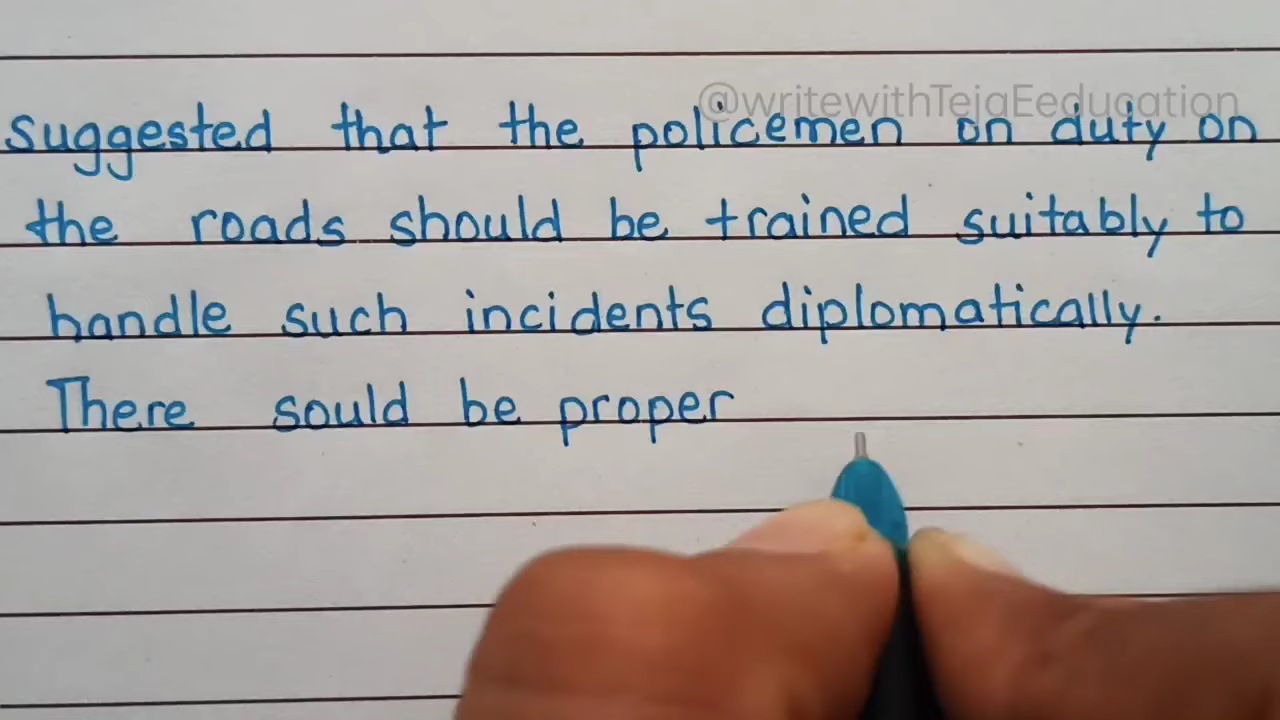 @writewithTejaEeducation
suggested that the policemen on duty on
the roads should be trained suitably to
handle such incidents diplomatically.
There sould be proper